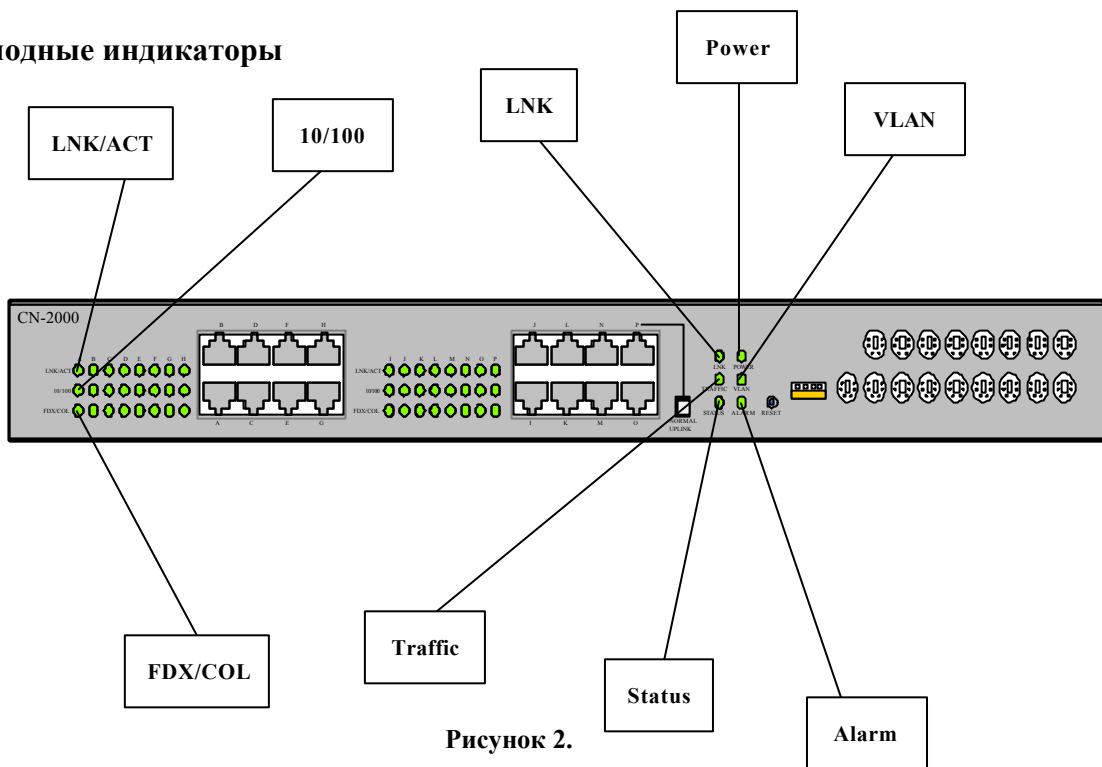 одные индикаторы
Power
LNK
VLAN
LNK/ACT
10/100
CN-2000
B D F H
J L N P
B C D E F G H
I J K L M N O P
LNK/ACT
10/100
FDX/COL
LNK/ACT
10/100
FDX/COL
A C E G
I K M O
NORMAL
UPLINK
LNK POWER
TRAFFIC VLAN
STATUS ALARM RESET
FDX/COL
Traffic
Status
Alarm
Рисунок 2.